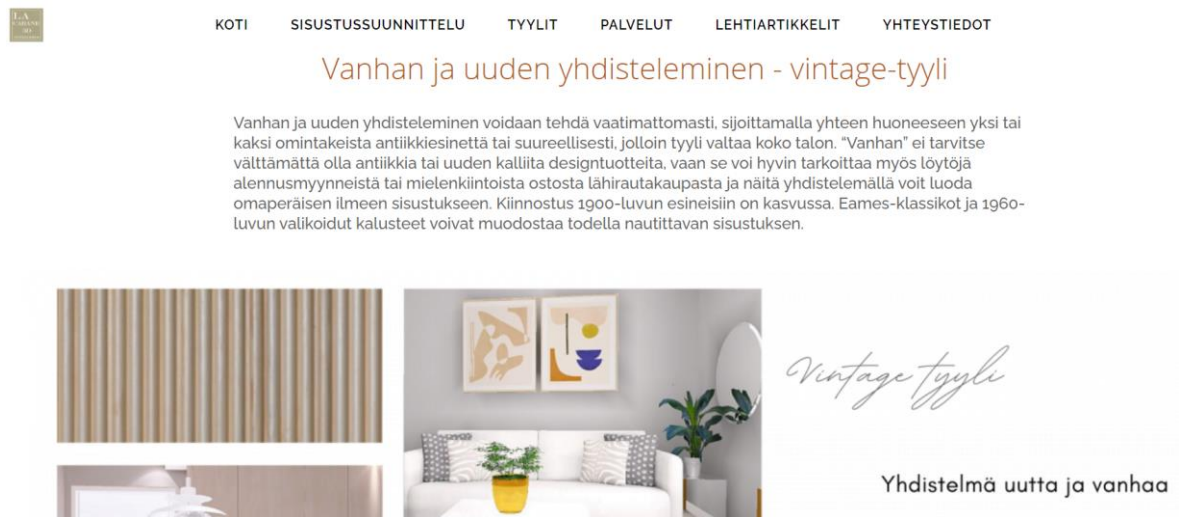 LA
KOTI SISUSTUSSUUNNITTELU TYYLIT PALVELUT LEHTIARTIKKELIT YHTEYSTIEDOT
Vanhan ja uuden yhdisteleminen - vintage-tyyli
Vanhan ja uuden yhdisteleminen voidaan tehdä vaatimattomasti, sijoittamalla yhteen huoneeseen yksi tai
kaksi omintakeista antiikkiesinettä tai suureellisesti, jolloin tyyli valtaa koko talon. “Vanhan” ei tarvitse
välttämättä olla antiikkia tai uuden kalliita designtuotteita, vaan se voi hyvin tarkoittaa myös löytöjä
alennusmyynneistä tai mielenkiintoista ostosta lähirautakaupasta ja näitä yhdistelemällä voit luoda
omaperäisen ilmeen sisustukseen. Kiinnostus 1900-luvun esineisiin on kasvussa. Eames-klassikot ja 1960-
luvun valikoidut kalusteet voivat muodostaa todella nautittavan sisustuksen.
Vintage tyyli
Yhdistelmä uutta ja vanhaa